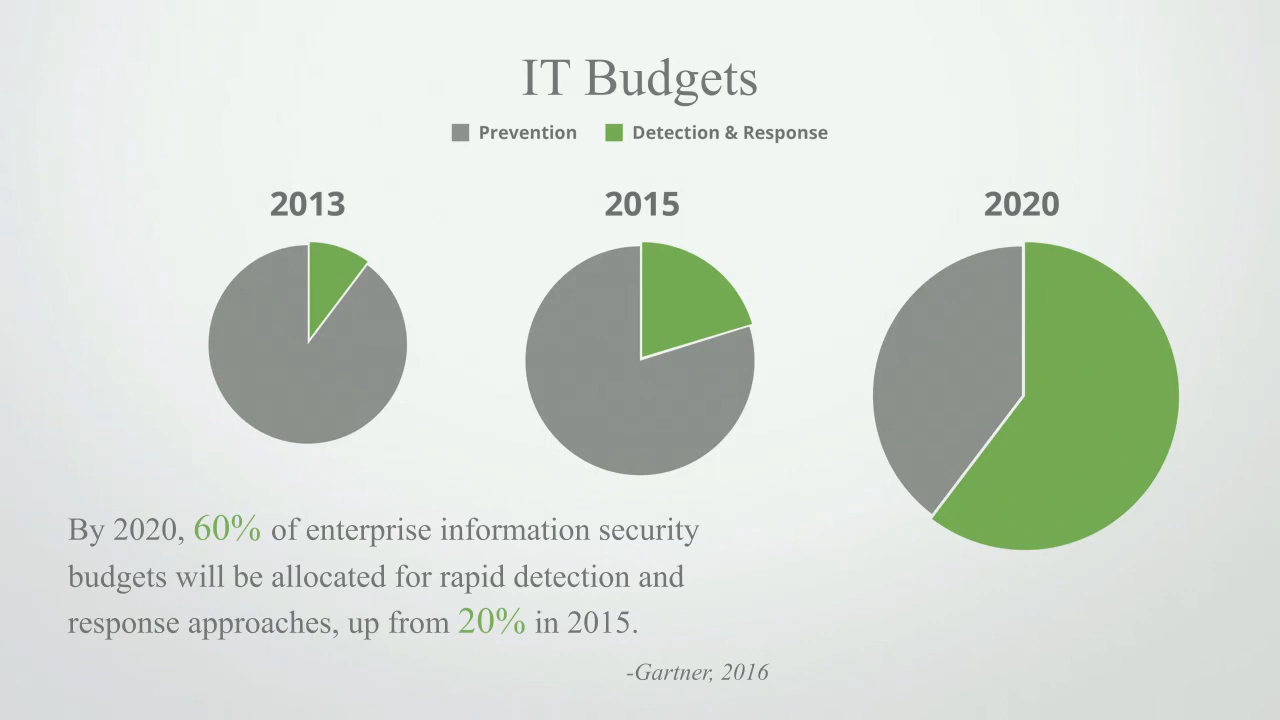 IT Budgets
Prevention Detection & Response
2013 2015 2020
By 2020, 60% of enterprise information security
budgets will be allocated for rapid detection and
response approaches, up from 20% in 2015.
-Gartner, 2016